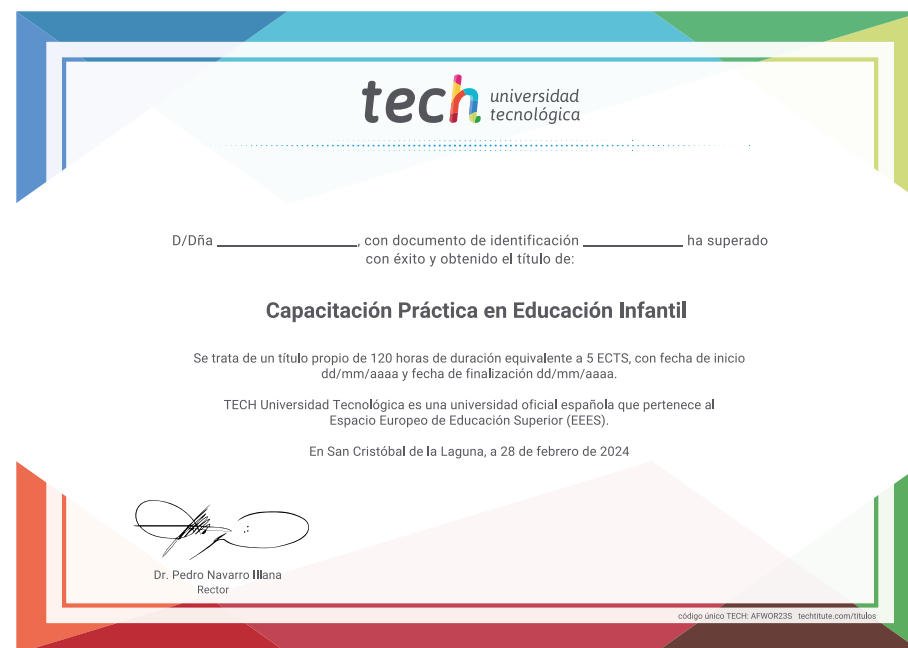 tech universidad
tecnológica
D/Dña ____________________, con documento de identificación ______________ ha superado
con éxito y obtenido el título de:
Capacitación Práctica en Educación Infantil
Se trata de un título propio de 120 horas de duración equivalente a 5 ECTS, con fecha de inicio
dd/mm/aaaa y fecha de finalización dd/mm/aaaa.
TECH Universidad Tecnológica es una universidad oficial española que pertenece al
Espacio Europeo de Educación Superior (EEES).
En San Cristóbal de la Laguna, a 28 de febrero de 2024
Dr. Pedro Navarro Illana
Rector
código único TECH: AFWOR23S techtitute.com/titulos